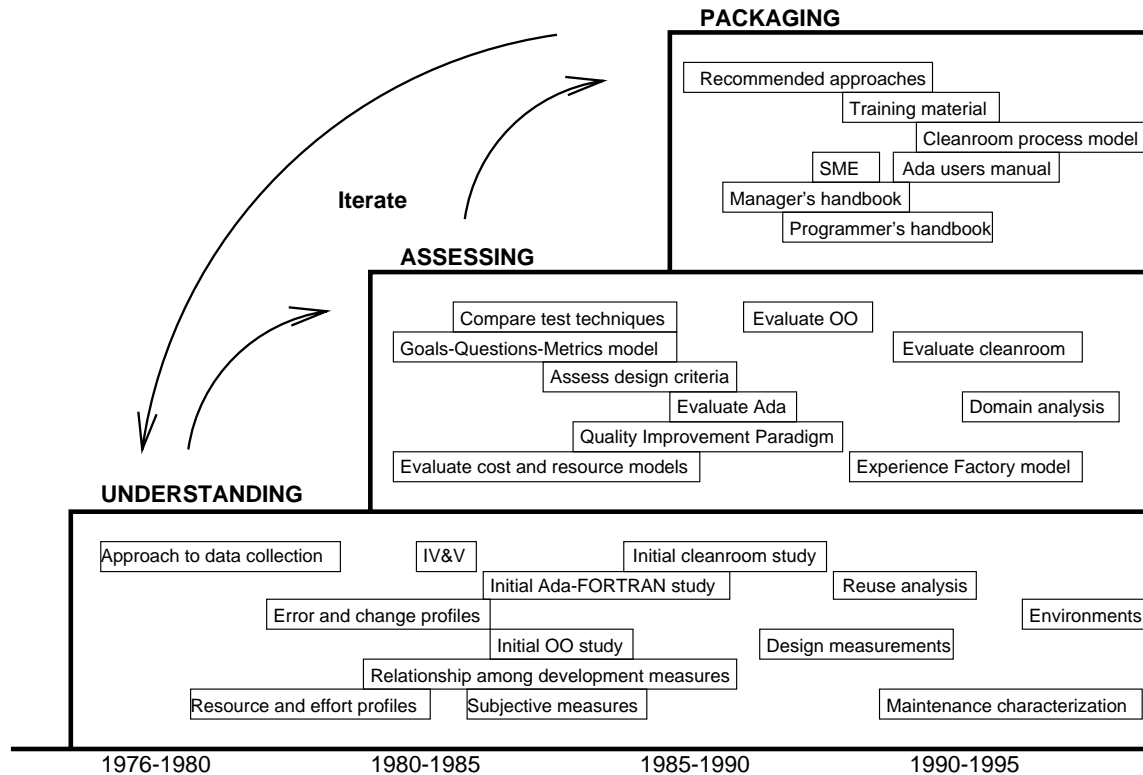 PACKAGING
Recommended approaches
Training material
Cleanroom process model
SME
Ada users manual
Manager's handbook
Programmer's handbook
Iterate
ASSESSING
Compare test techniques
Evaluate OO
Goals-Questions-Metrics model
Evaluate cleanroom
Assess design criteria
Evaluate Ada
Domain analysis
Quality Improvement Paradigm
Evaluate cost and resource models
Experience Factory model
UNDERSTANDING
Approach to data collection
IV&V
Initial cleanroom study
Initial Ada-FORTRAN study
Reuse analysis
Error and change profiles
Environments
Initial OO study
Design measurements
Relationship among development measures
Resource and effort profiles
Subjective measures
Maintenance characterization
1976-1980
1980-1985
1985-1990
1990-1995